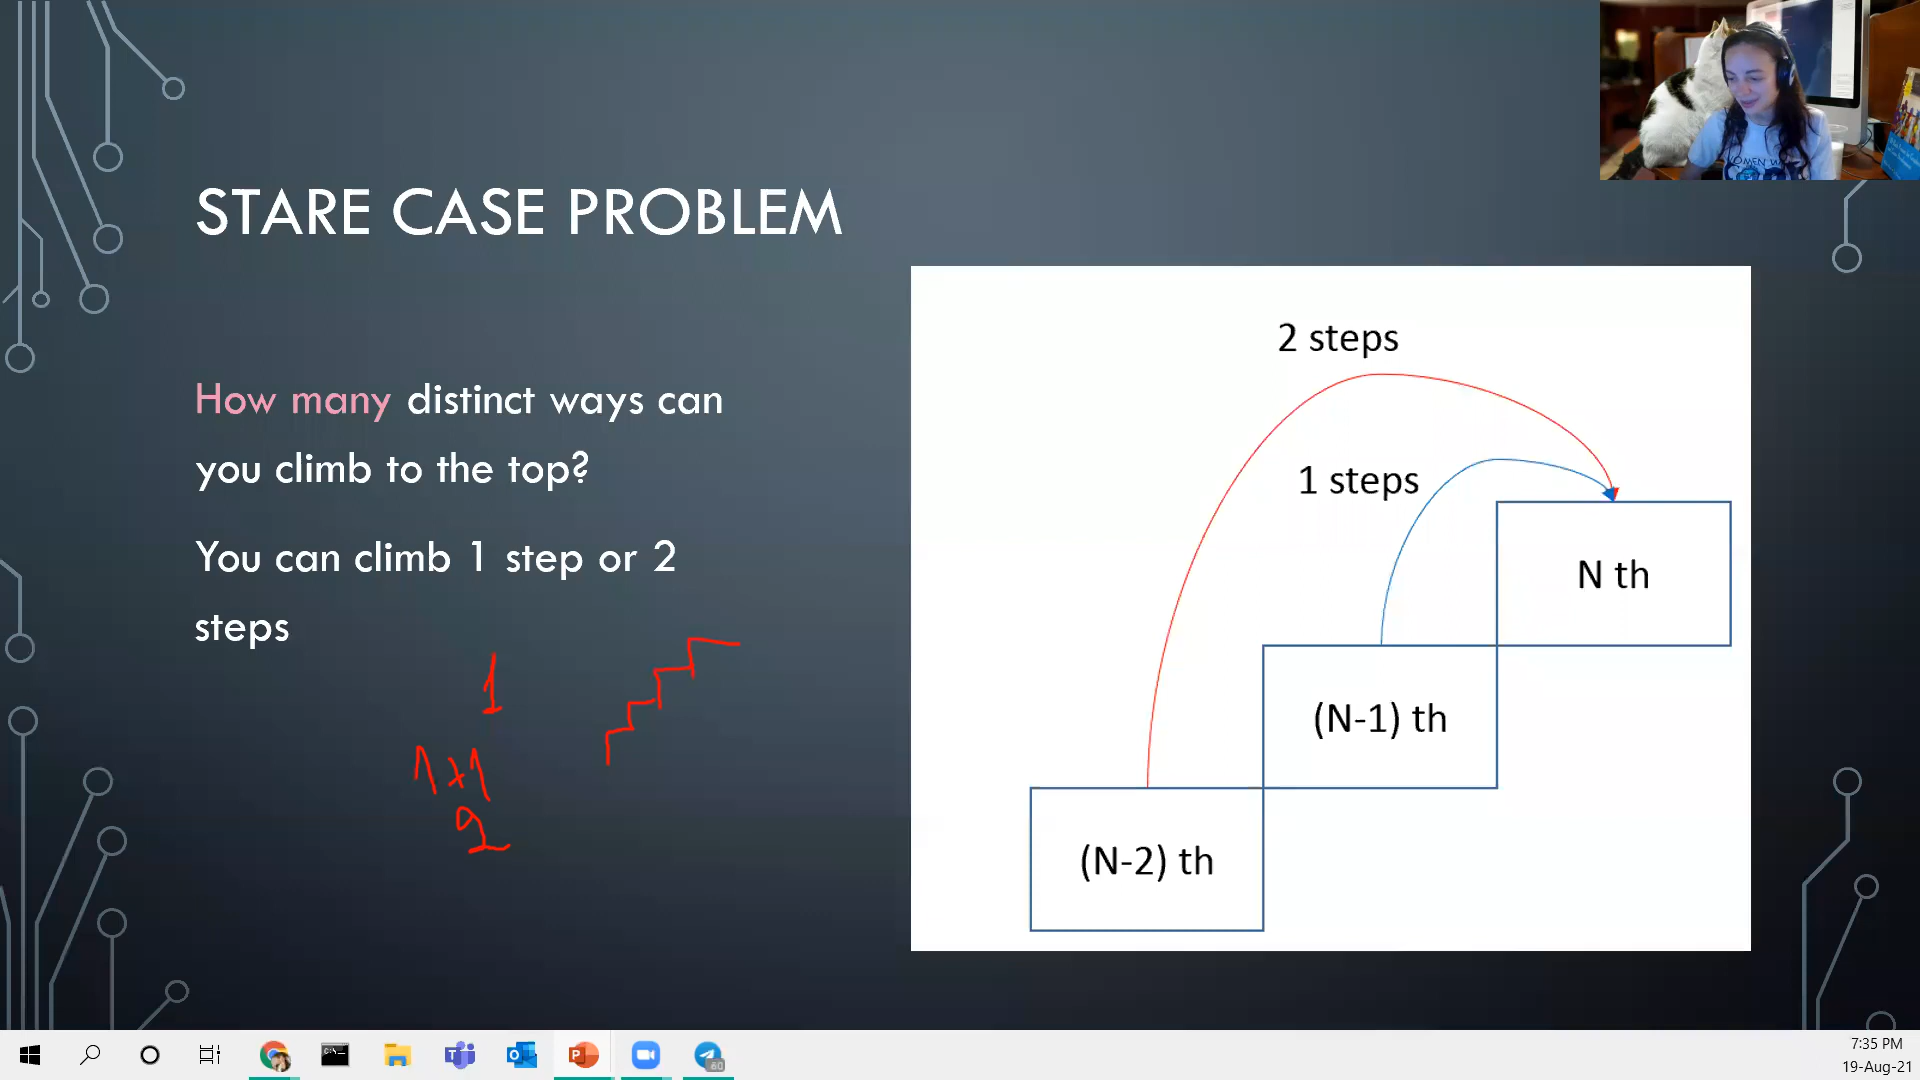 STARE CASE PROBLEM
How many distinct ways can
you climb to the top?
You can climb 1 step or 2
steps
1
1+1
2
2 steps
1 steps
N th
(N-1) th
(N-2) th
7:35 PM
19-Aug-21
60